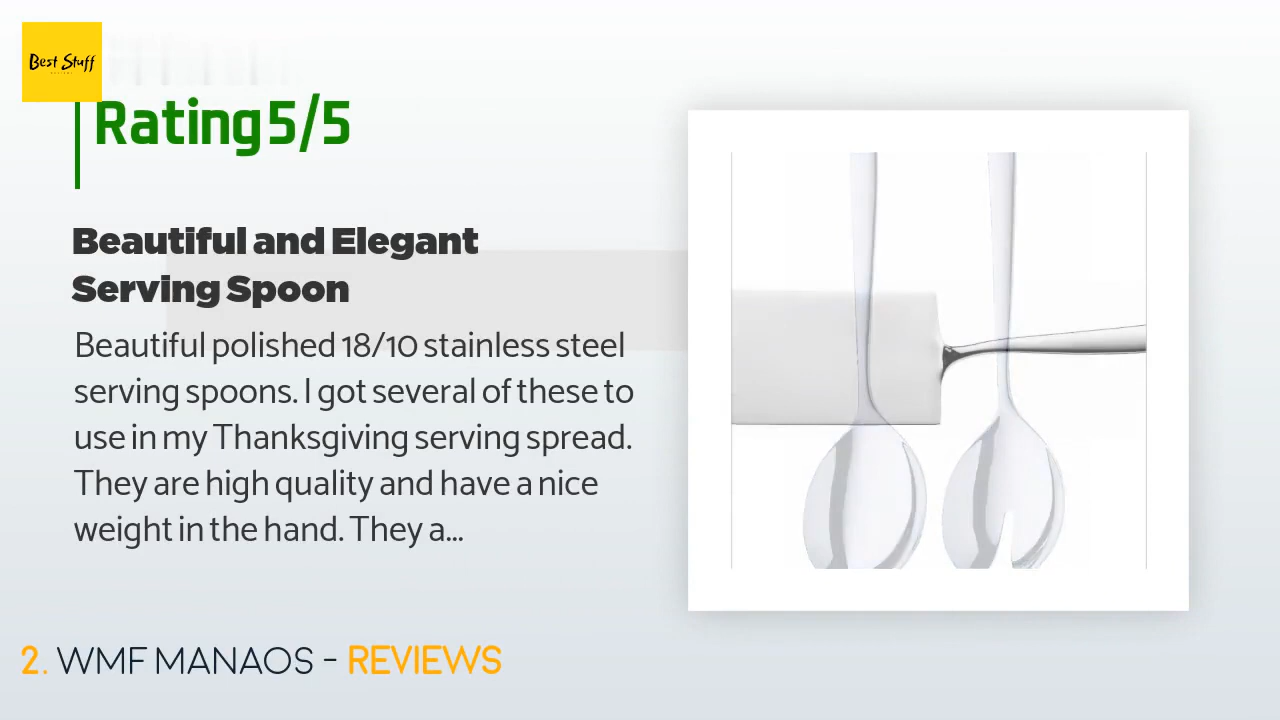 Best Stuff
Rating 5/5
Beautiful and Elegant
Serving Spoon
Beautiful polished 18/10 stainless steel
serving spoons. I got several of these to
use in my Thanksgiving serving spread.
They are high quality and have a nice
weight in the hand. They a...
2. WMF MANAOS - REVIEWS